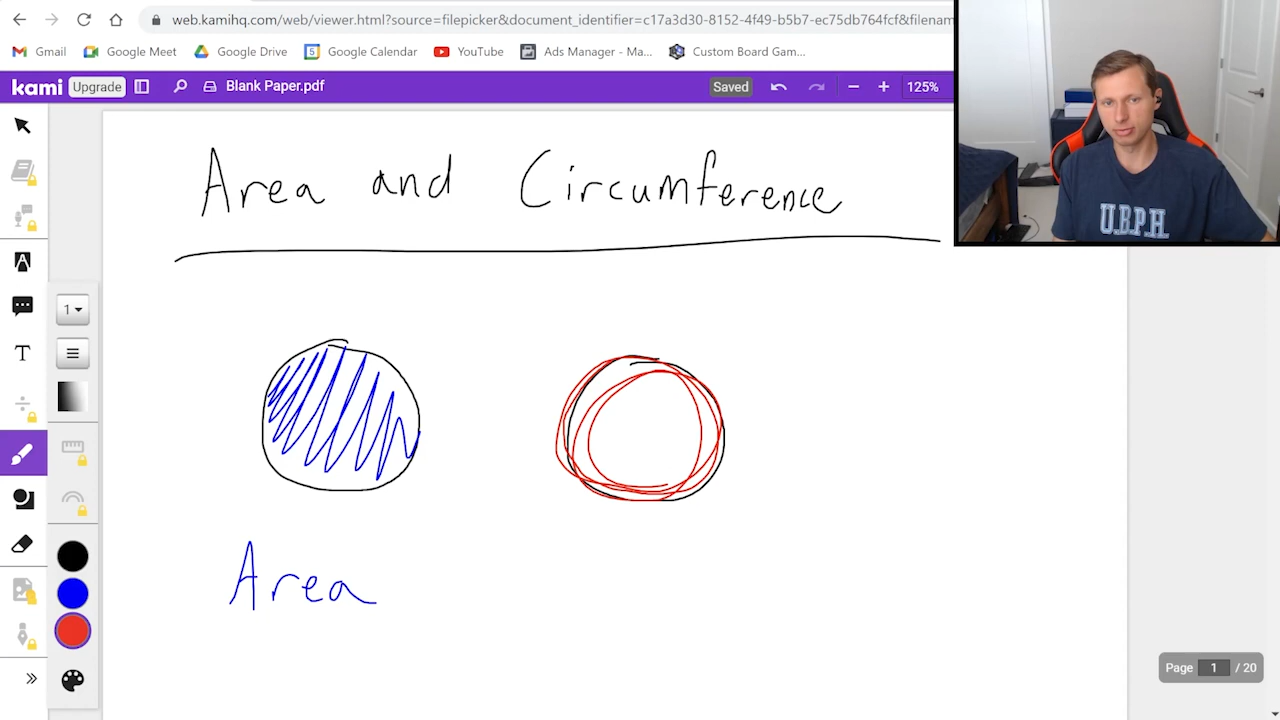 web.kamihq.com/web/viewer.html?source=filepicker&document_identifier=c17a3d30-8152-4f49-b5b7-ec75db764fcf&filenam
Gmail Google Meet Google Drive 5 Google Calendar YouTube Ads Manager - Ma... Custom Board Gam...
kami Upgrade Blank Paper.pdf Saved 125%
Area and Circumference
U.B.P.H.
A
T
1
Area
Page 1 / 20